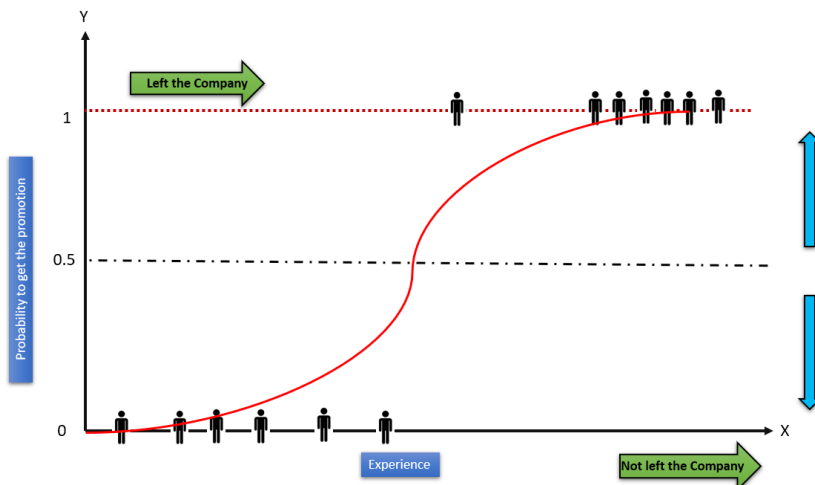 Y
Left the Company
1
Probability to get the promotion
0.5
0
X
Experience
Not left the Company